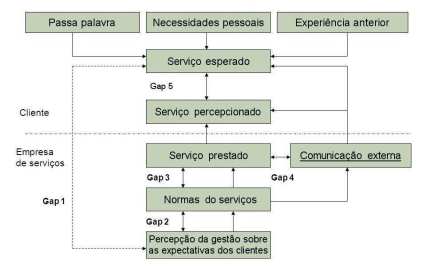 Passa palavra
Necessidades pessoais
Experiência anterior
Serviço esperado
Gap 5
Serviço percepcionado
Cliente
Empresa
de serviços
Serviço prestado
Comunicação externa
Gap 3
Gap 4
Gap 1
Normas do serviços
Gap 2
Percepção da gestão sobre
as expectativas dos clientes